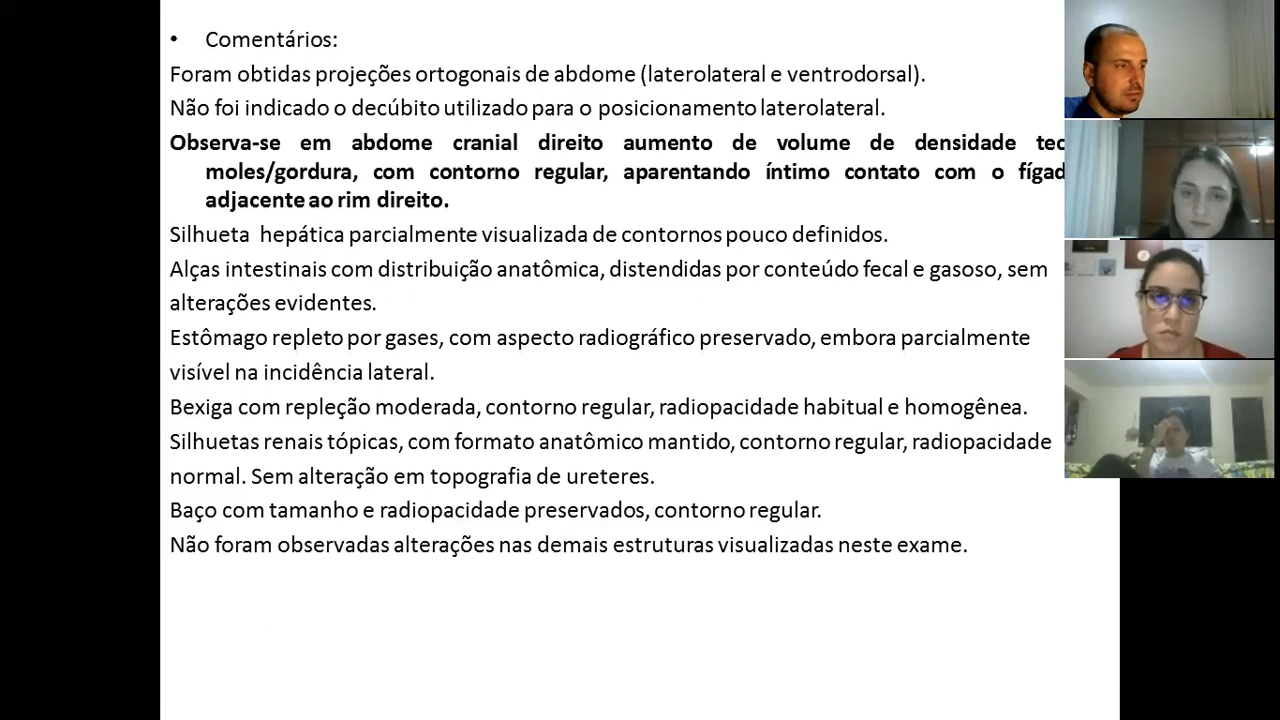 • Comentários:
Foram obtidas projeções ortogonais de abdome (laterolateral e ventrodorsal).
Não foi indicado o decúbito utilizado para o posicionamento laterolateral.
Observa-se em abdome cranial direito aumento de volume de densidade
moles/gordura, com contorno regular, aparentando íntimo contato com o
adjacente ao rim direito.
Silhueta hepática parcialmente visualizada de contornos pouco definidos.
Alças intestinais com distribuição anatômica, distendidas por conteúdo fecal e gasoso, sem
alterações evidentes.
Estômago repleto por gases, com aspecto radiográfico preservado, embora parcialmente
visível na incidência lateral.
Bexiga com repleção moderada, contorno regular, radiopacidade habitual e homogênea.
Silhuetas renais tópicas, com formato anatômico mantido, contorno regular, radiopacidade
normal. Sem alteração em topografia de ureteres.
Baço com tamanho e radiopacidade preservados, contorno regular.
Não foram observadas alterações nas demais estruturas visualizadas neste exame.